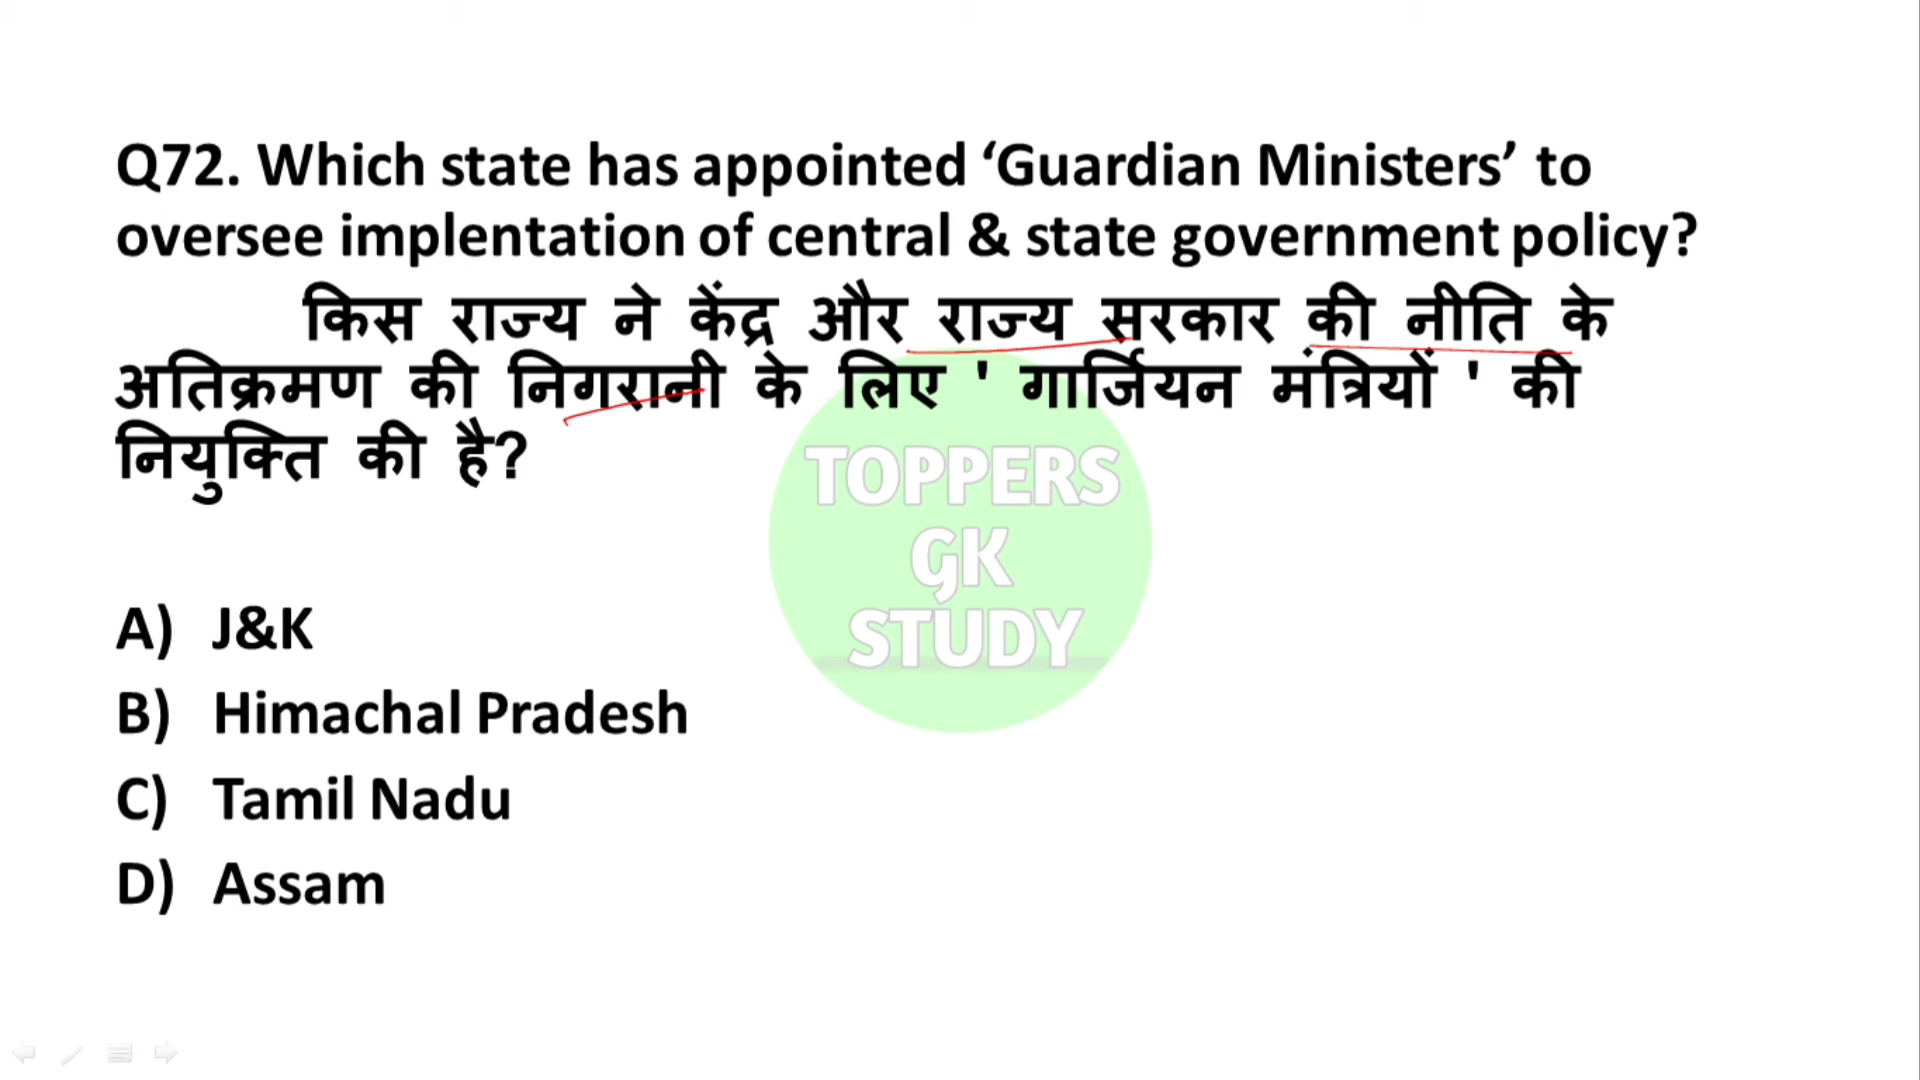 Q72. Which state has appointed ‘Guardian Ministers’ to
oversee implentation of central & state government policy?
किस राज्य ने केंद्र और राज्य सरकार की नीति के
अतिक्रमण की निगरानी के लिए ' गार्जियन मंत्रियों ' की
नियुक्ति की है?
TOPPERS
GK
STUDY
A) J&K
B) Himachal Pradesh
C) Tamil Nadu
D) Assam